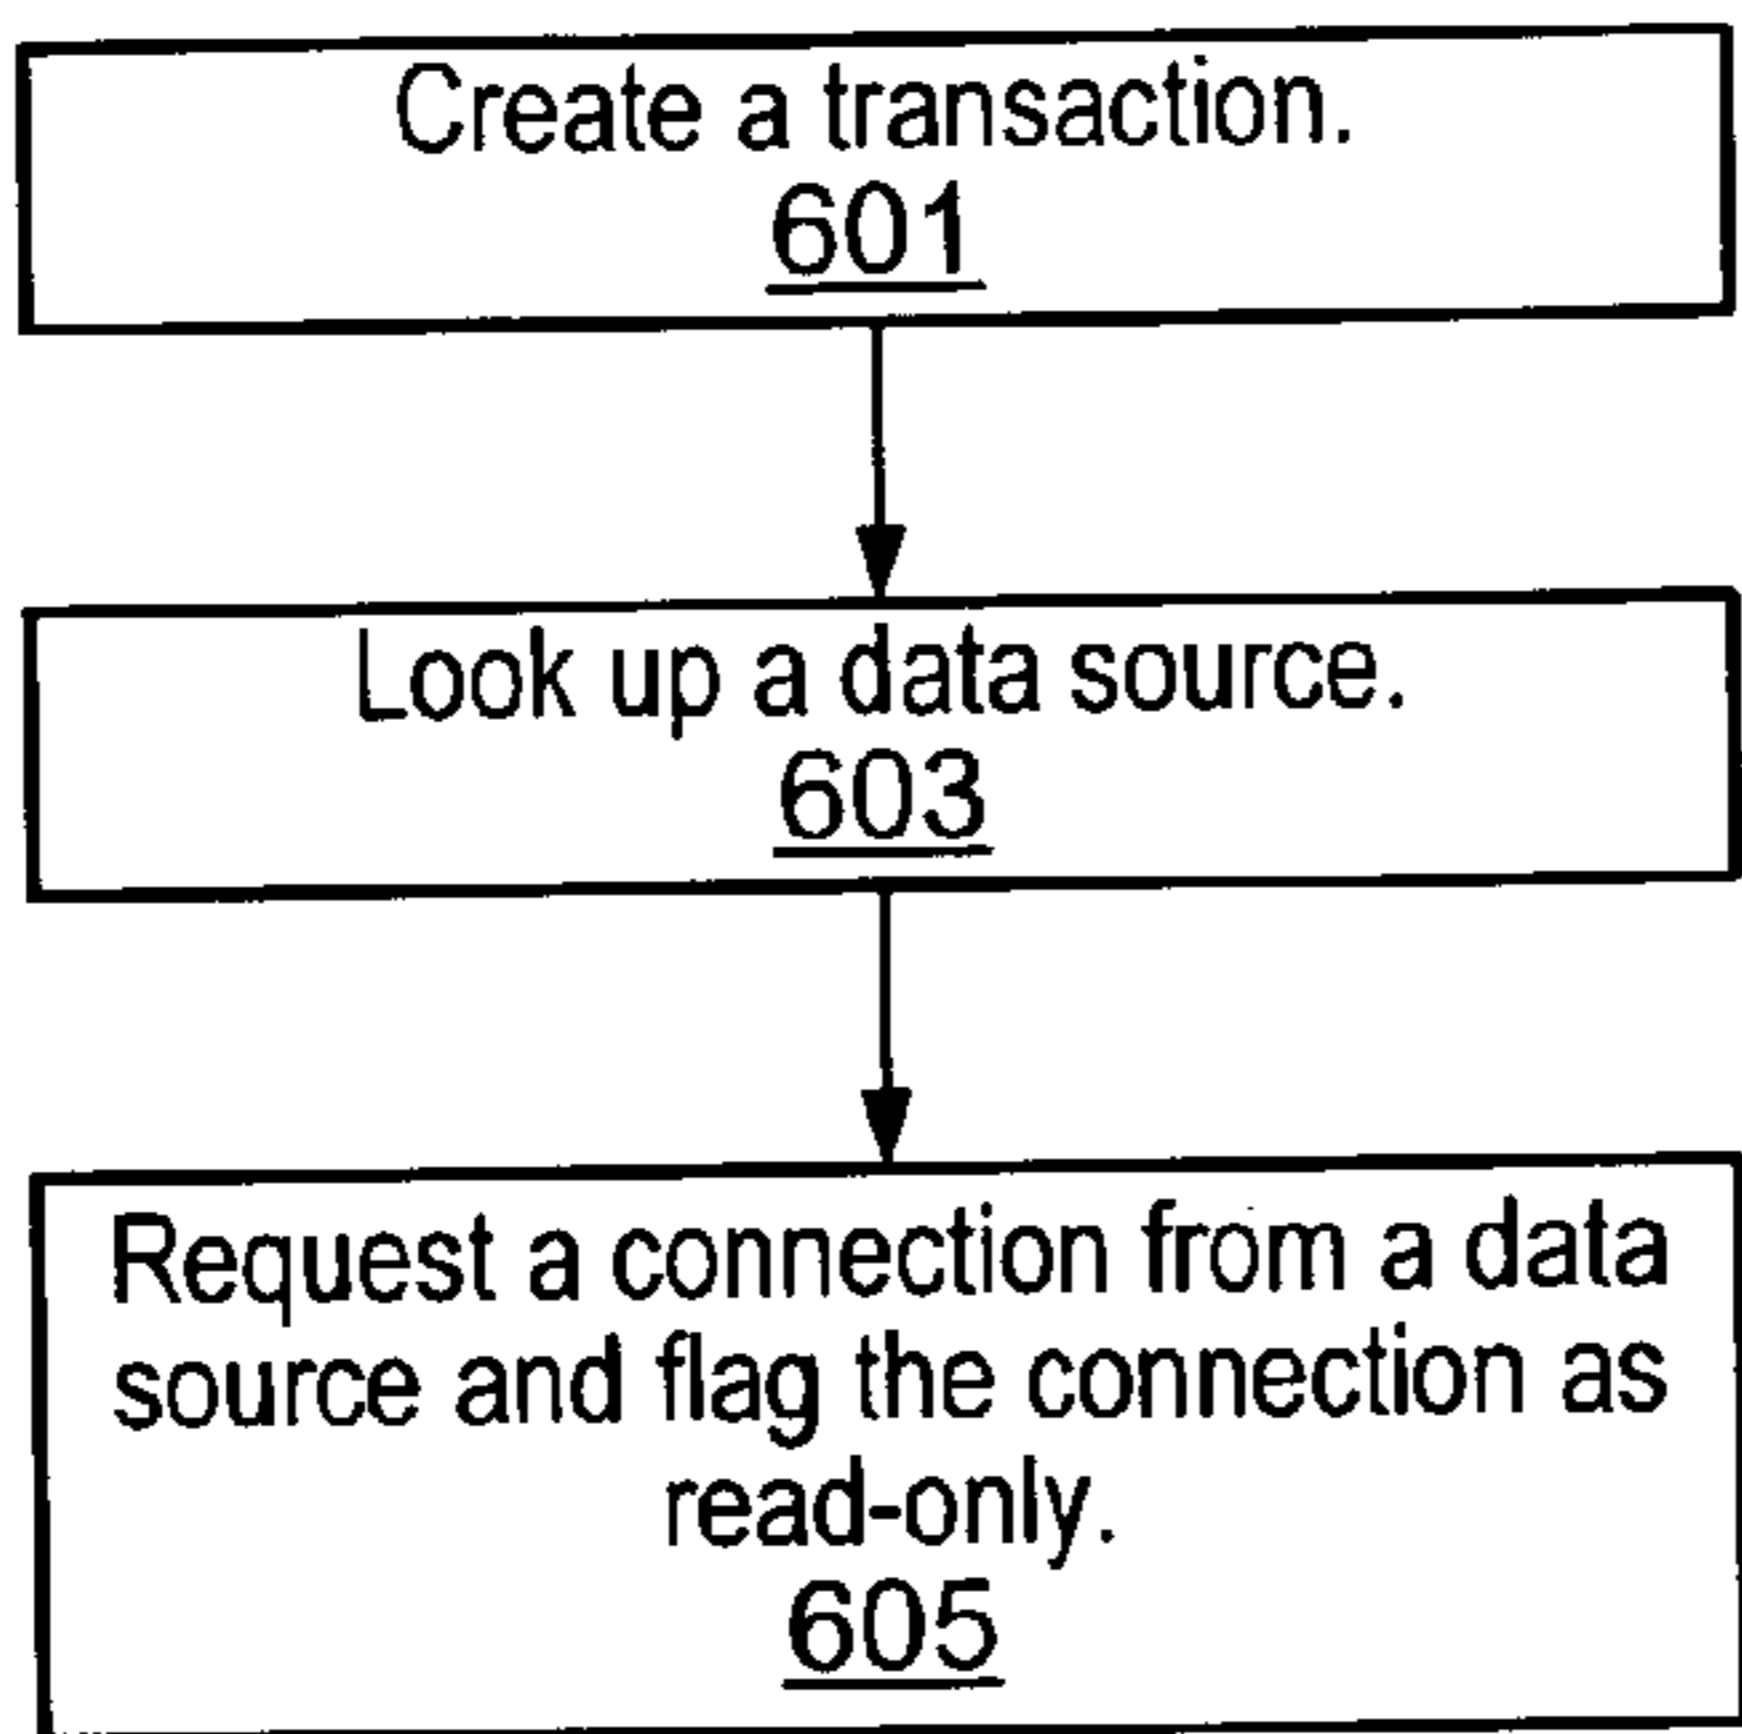 Create a transaction.
601
Look up a data source.
603
Request a connection from a data
source and flag the connection as
read-only.
605